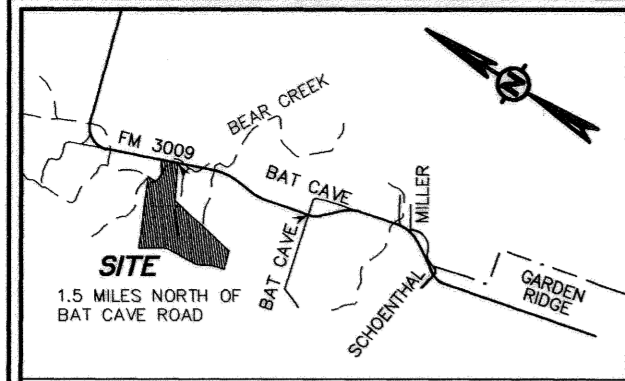 N
BEAR CREEK
FM 3009
BAT CAVE
MILLER
SITE
1.5 MILES NORTH OF
BAT CAVE ROAD
BAT CAVE
SCHOENTHAL
GARDEN
RIDGE